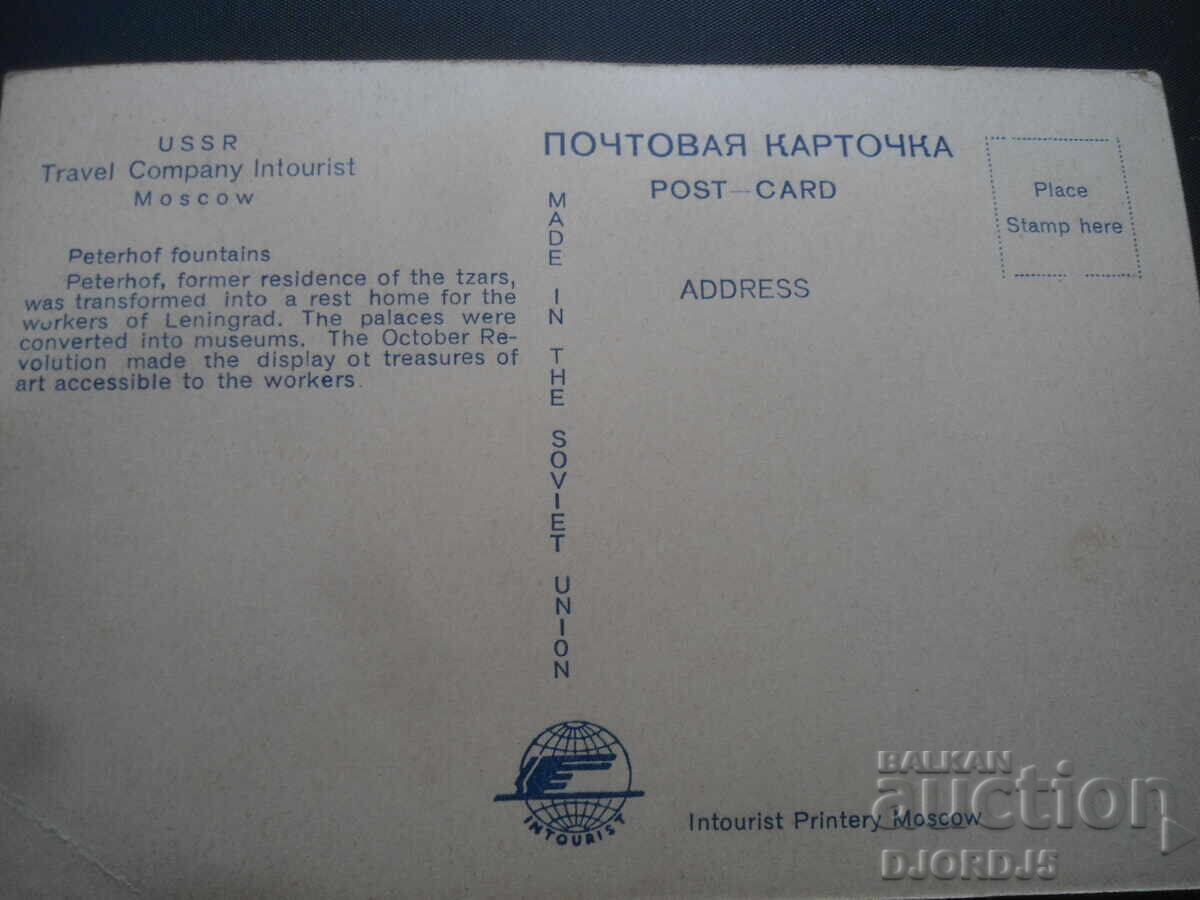 USSR
Travel Company Intourist
Moscow
Peterhof fountains
Peterhof, former residence of the tzars,
was transformed into a rest home for the
workers of Leningrad. The palaces were
converted into museums. The October Re-
volution made the display ot treasures of
art accessible to the workers.
MADE IN THE SOVIET UNION
ПОЧТОВАЯ КАРТОЧКА
POST—CARD
ADDRESS
Place
Stamp here
INTOURIST
Intourist Printery Moscow
BALKAN
auction
DJORDJ5